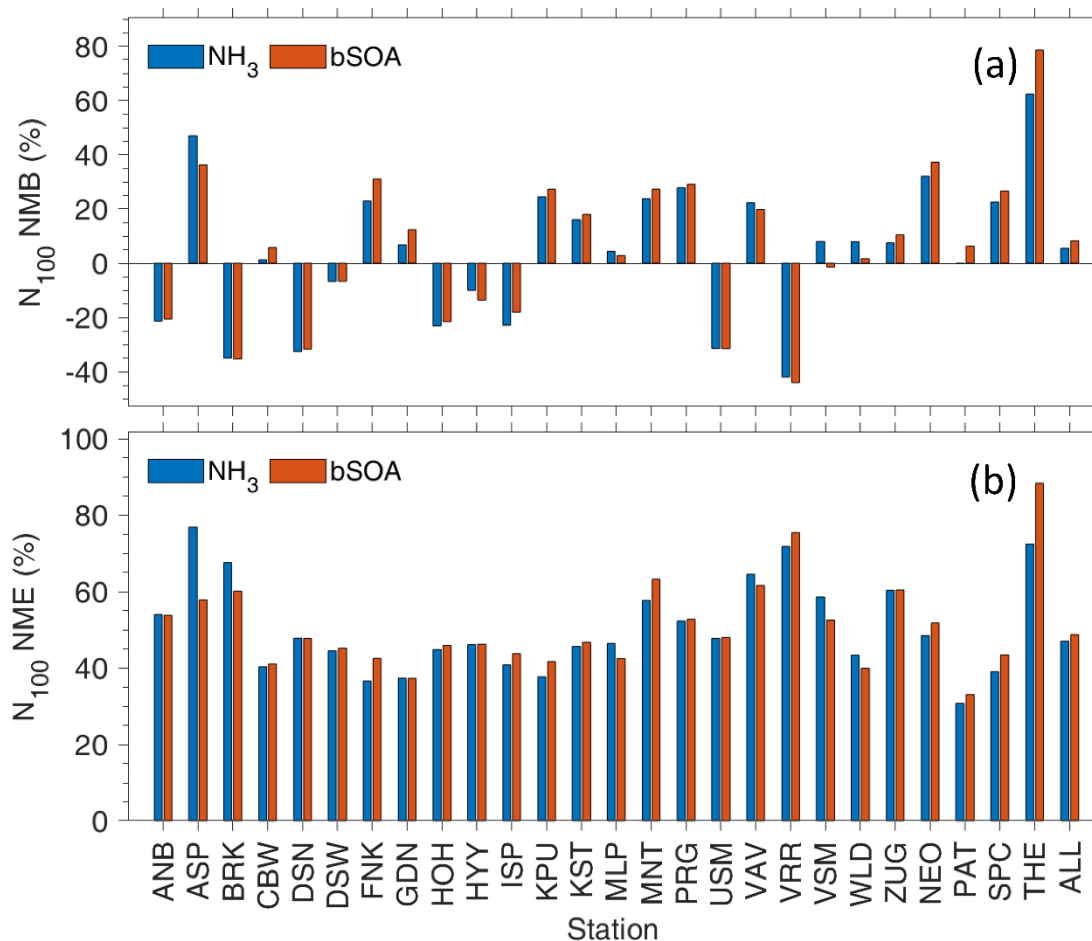 (a)
NH3 bSOA
N100 NMB (%)
80
60
40
20
0
-20
-40
(b)
NH3 bSOA
N100 NME (%)
100
80
60
40
20
0
ANB ASP BRK CBW DSN DSW FNK GDN HOH HYY ISP KPU KST MLP MNT PRG USM VAV VRR VSM WLD ZUG NEO PAT SPC THE ALL
Station